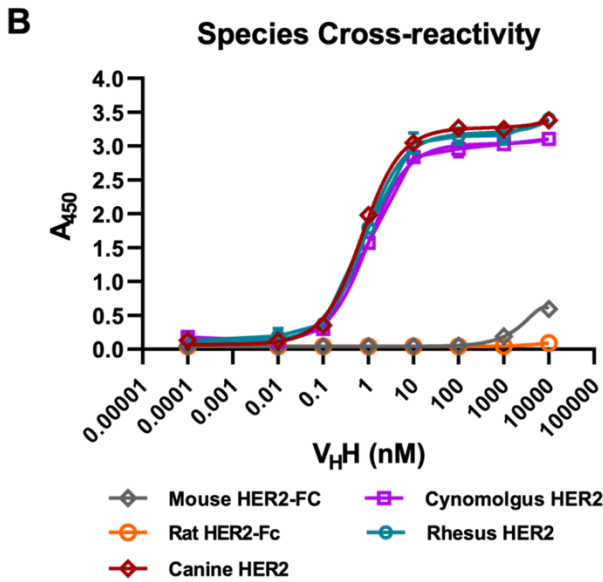 B
Species Cross-reactivity
4.0
3.5
3.0
2.5
2.0
1.5
1.0
0.5
0.0
A450
0.00001
0.0001
0.001
0.01
0.1
1
10
100
1000
10000
100000
VHH (nM)
Mouse HER2-FC
Cynomolgus HER2
Rat HER2-Fc
Rhesus HER2
Canine HER2